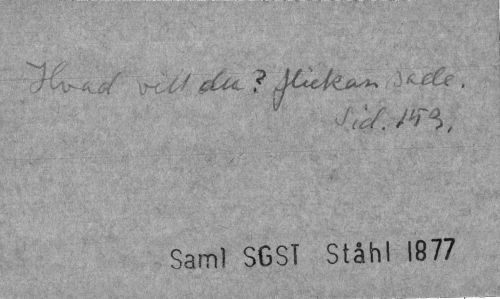 Hvad vill du? flickan sade.
Sid. 153.
Saml SGST Ståhl 1877